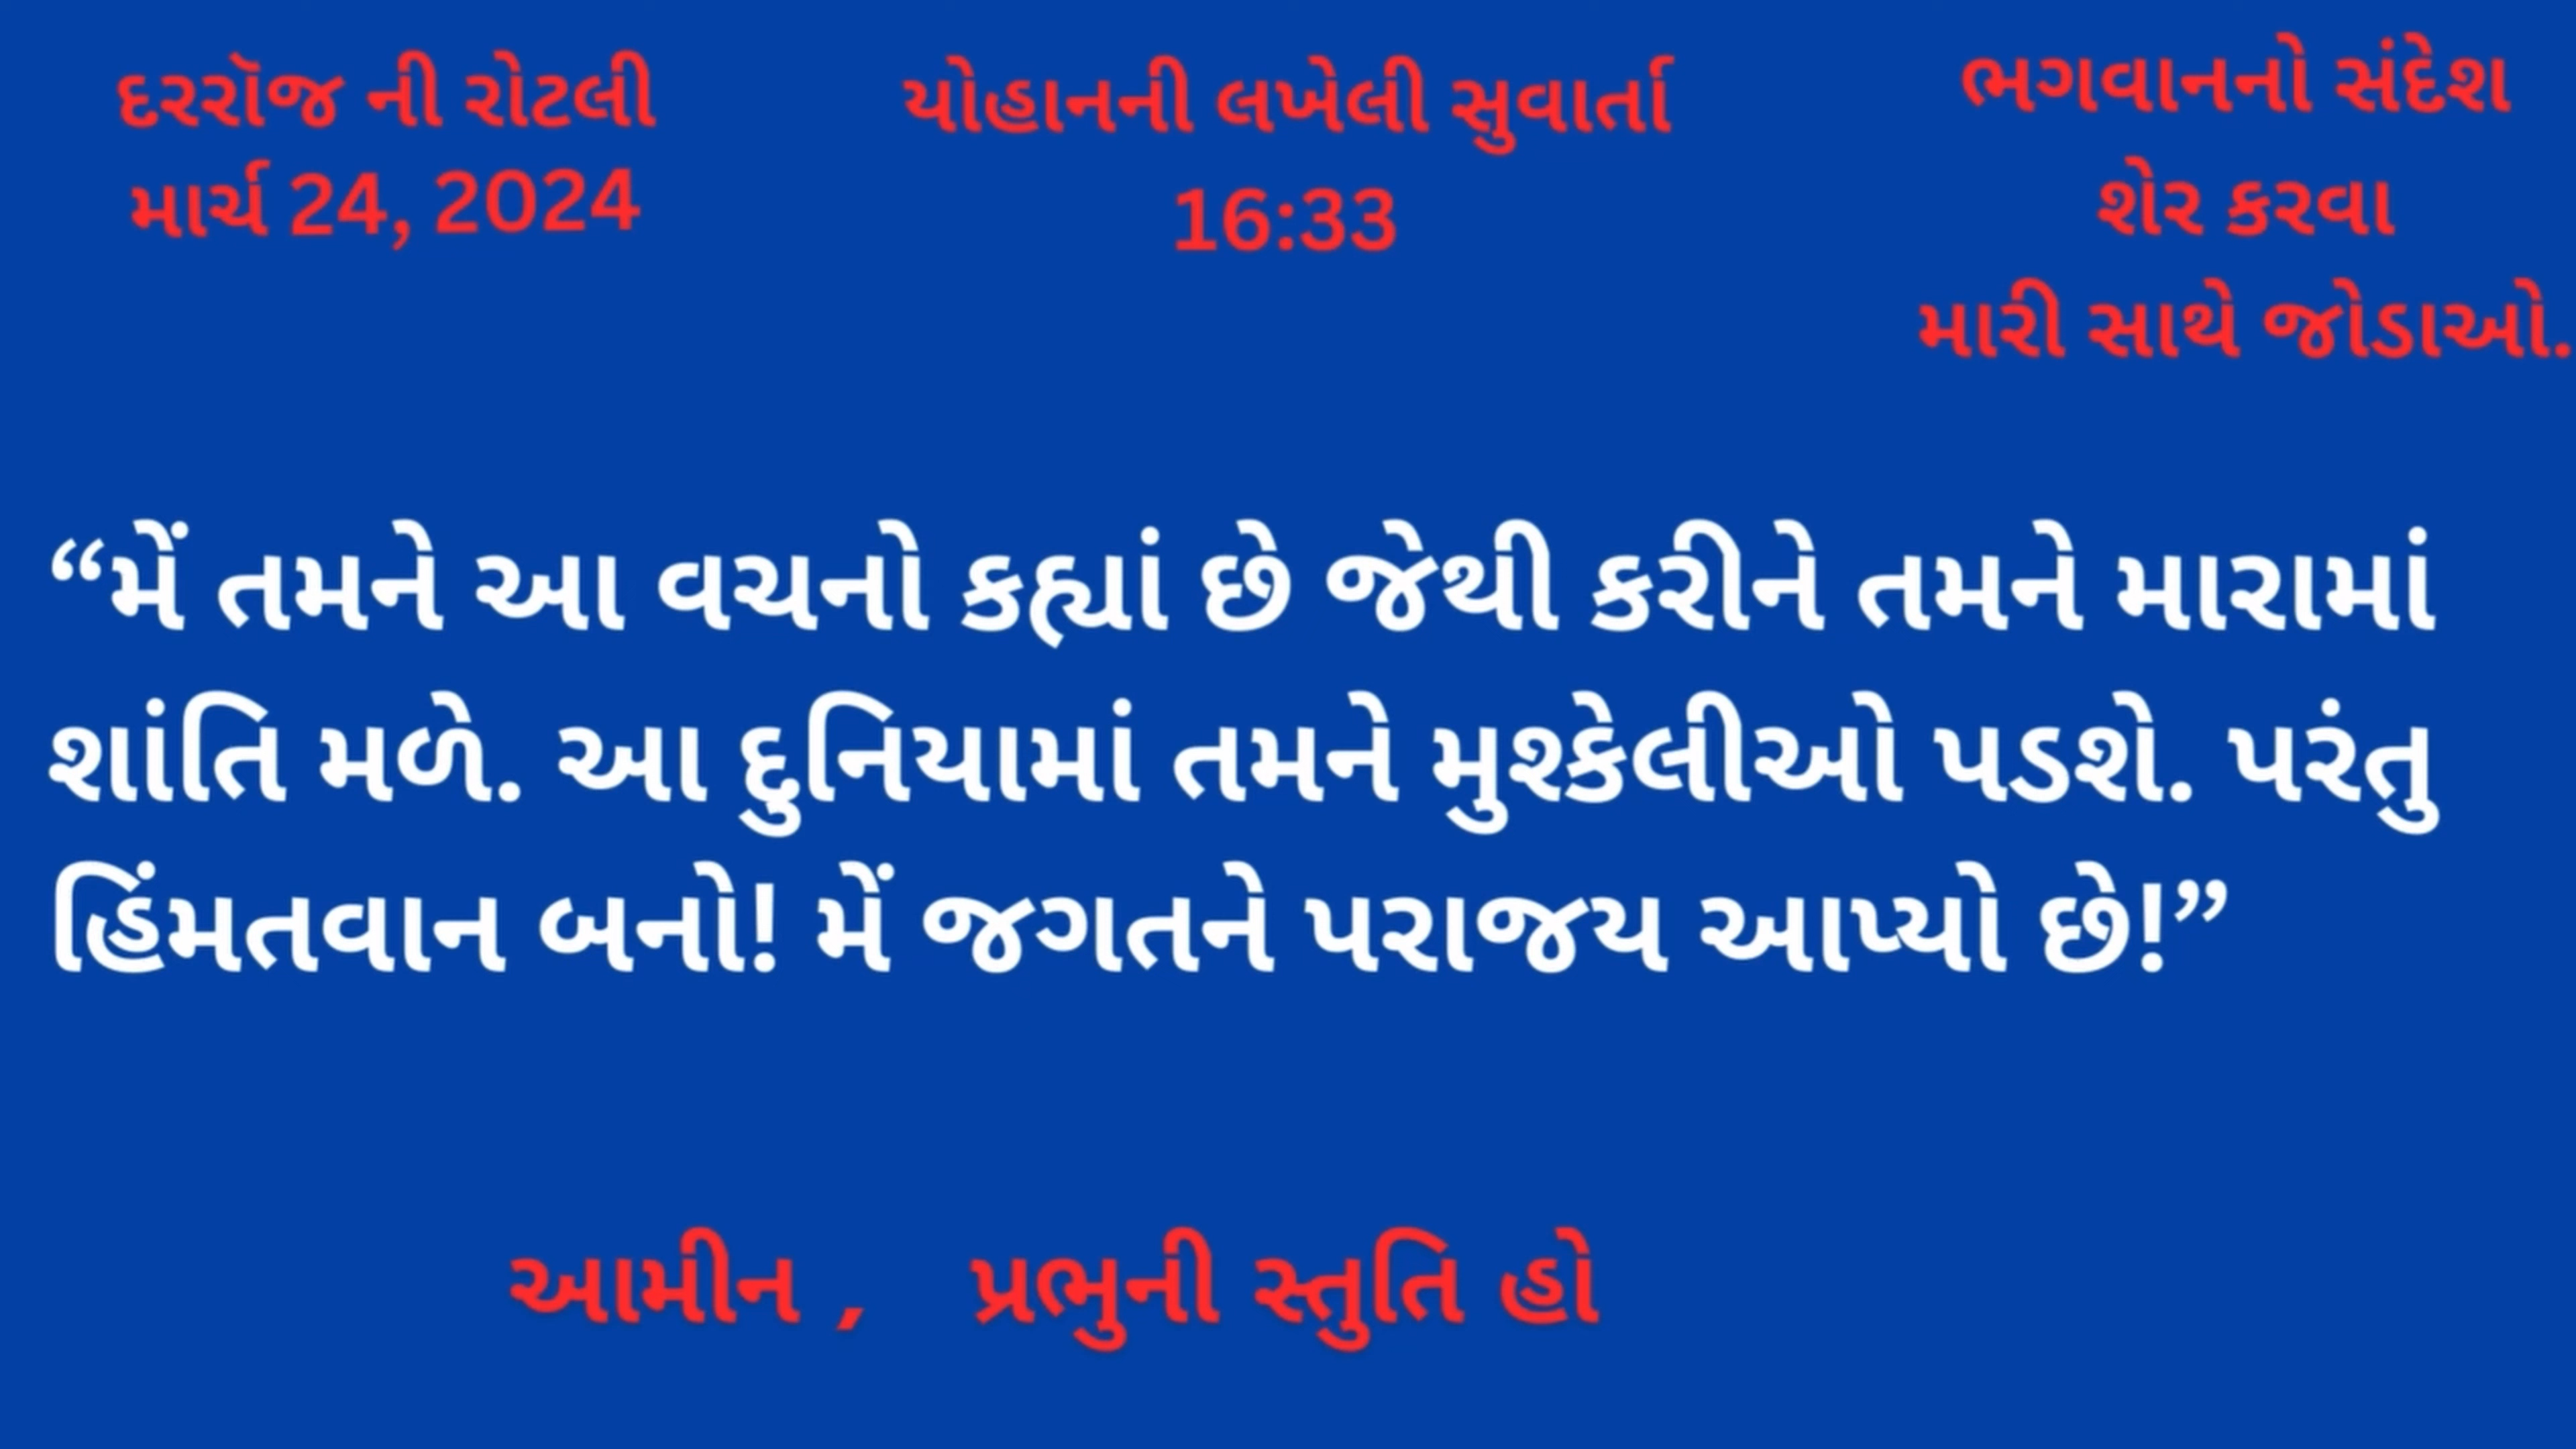 દરરૉજ ની રોટલી
માર્ચ 24, 2024
યોહાનની લખેલી સુવાર્તા
16:33
ભગવાનનો સંદેશ
શેર કરવા
મારી સાથે જોડાઓ.
“મેં તમને આ વચનો કહ્યાં છે જેથી કરીને તમને મારામાં
શાંતિ મળે. આ દુનિયામાં તમને મુશ્કેલીઓ પડશે. પરંતુ
હિંમતવાન બનો! મેં જગતને પરાજય આપ્યો છે!”
આમીન , પ્રભુની સ્તુતિ હો